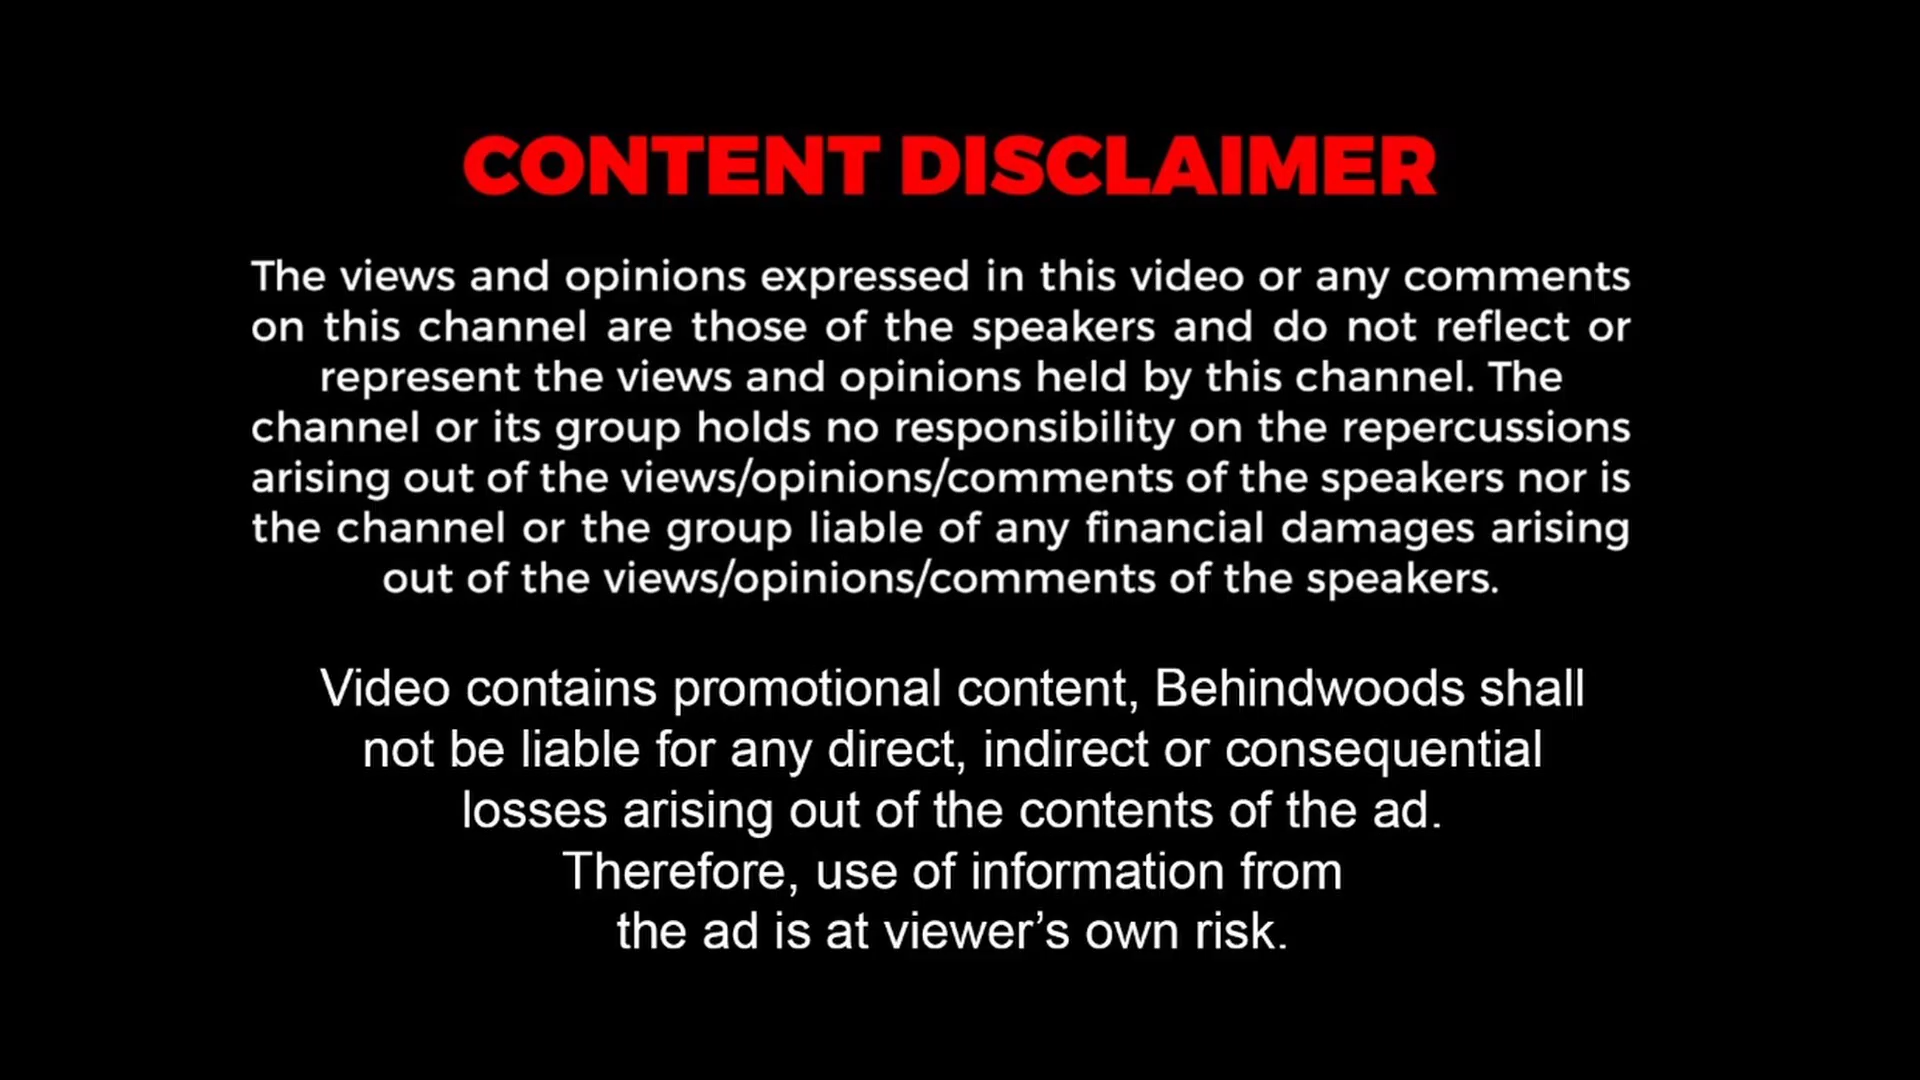 CONTENT DISCLAIMER
The views and opinions expressed in this video or any comments
on this channel are those of the speakers and do not reflect or
represent the views and opinions held by this channel. The
channel or its group holds no responsibility on the repercussions
arising out of the views/opinions/comments of the speakers nor is
the channel or the group liable of any financial damages arising
out of the views/opinions/comments of the speakers.
Video contains promotional content, Behindwoods shall
not be liable for any direct, indirect or consequential
losses arising out of the contents of the ad.
Therefore, use of information from
the ad is at viewer’s own risk.